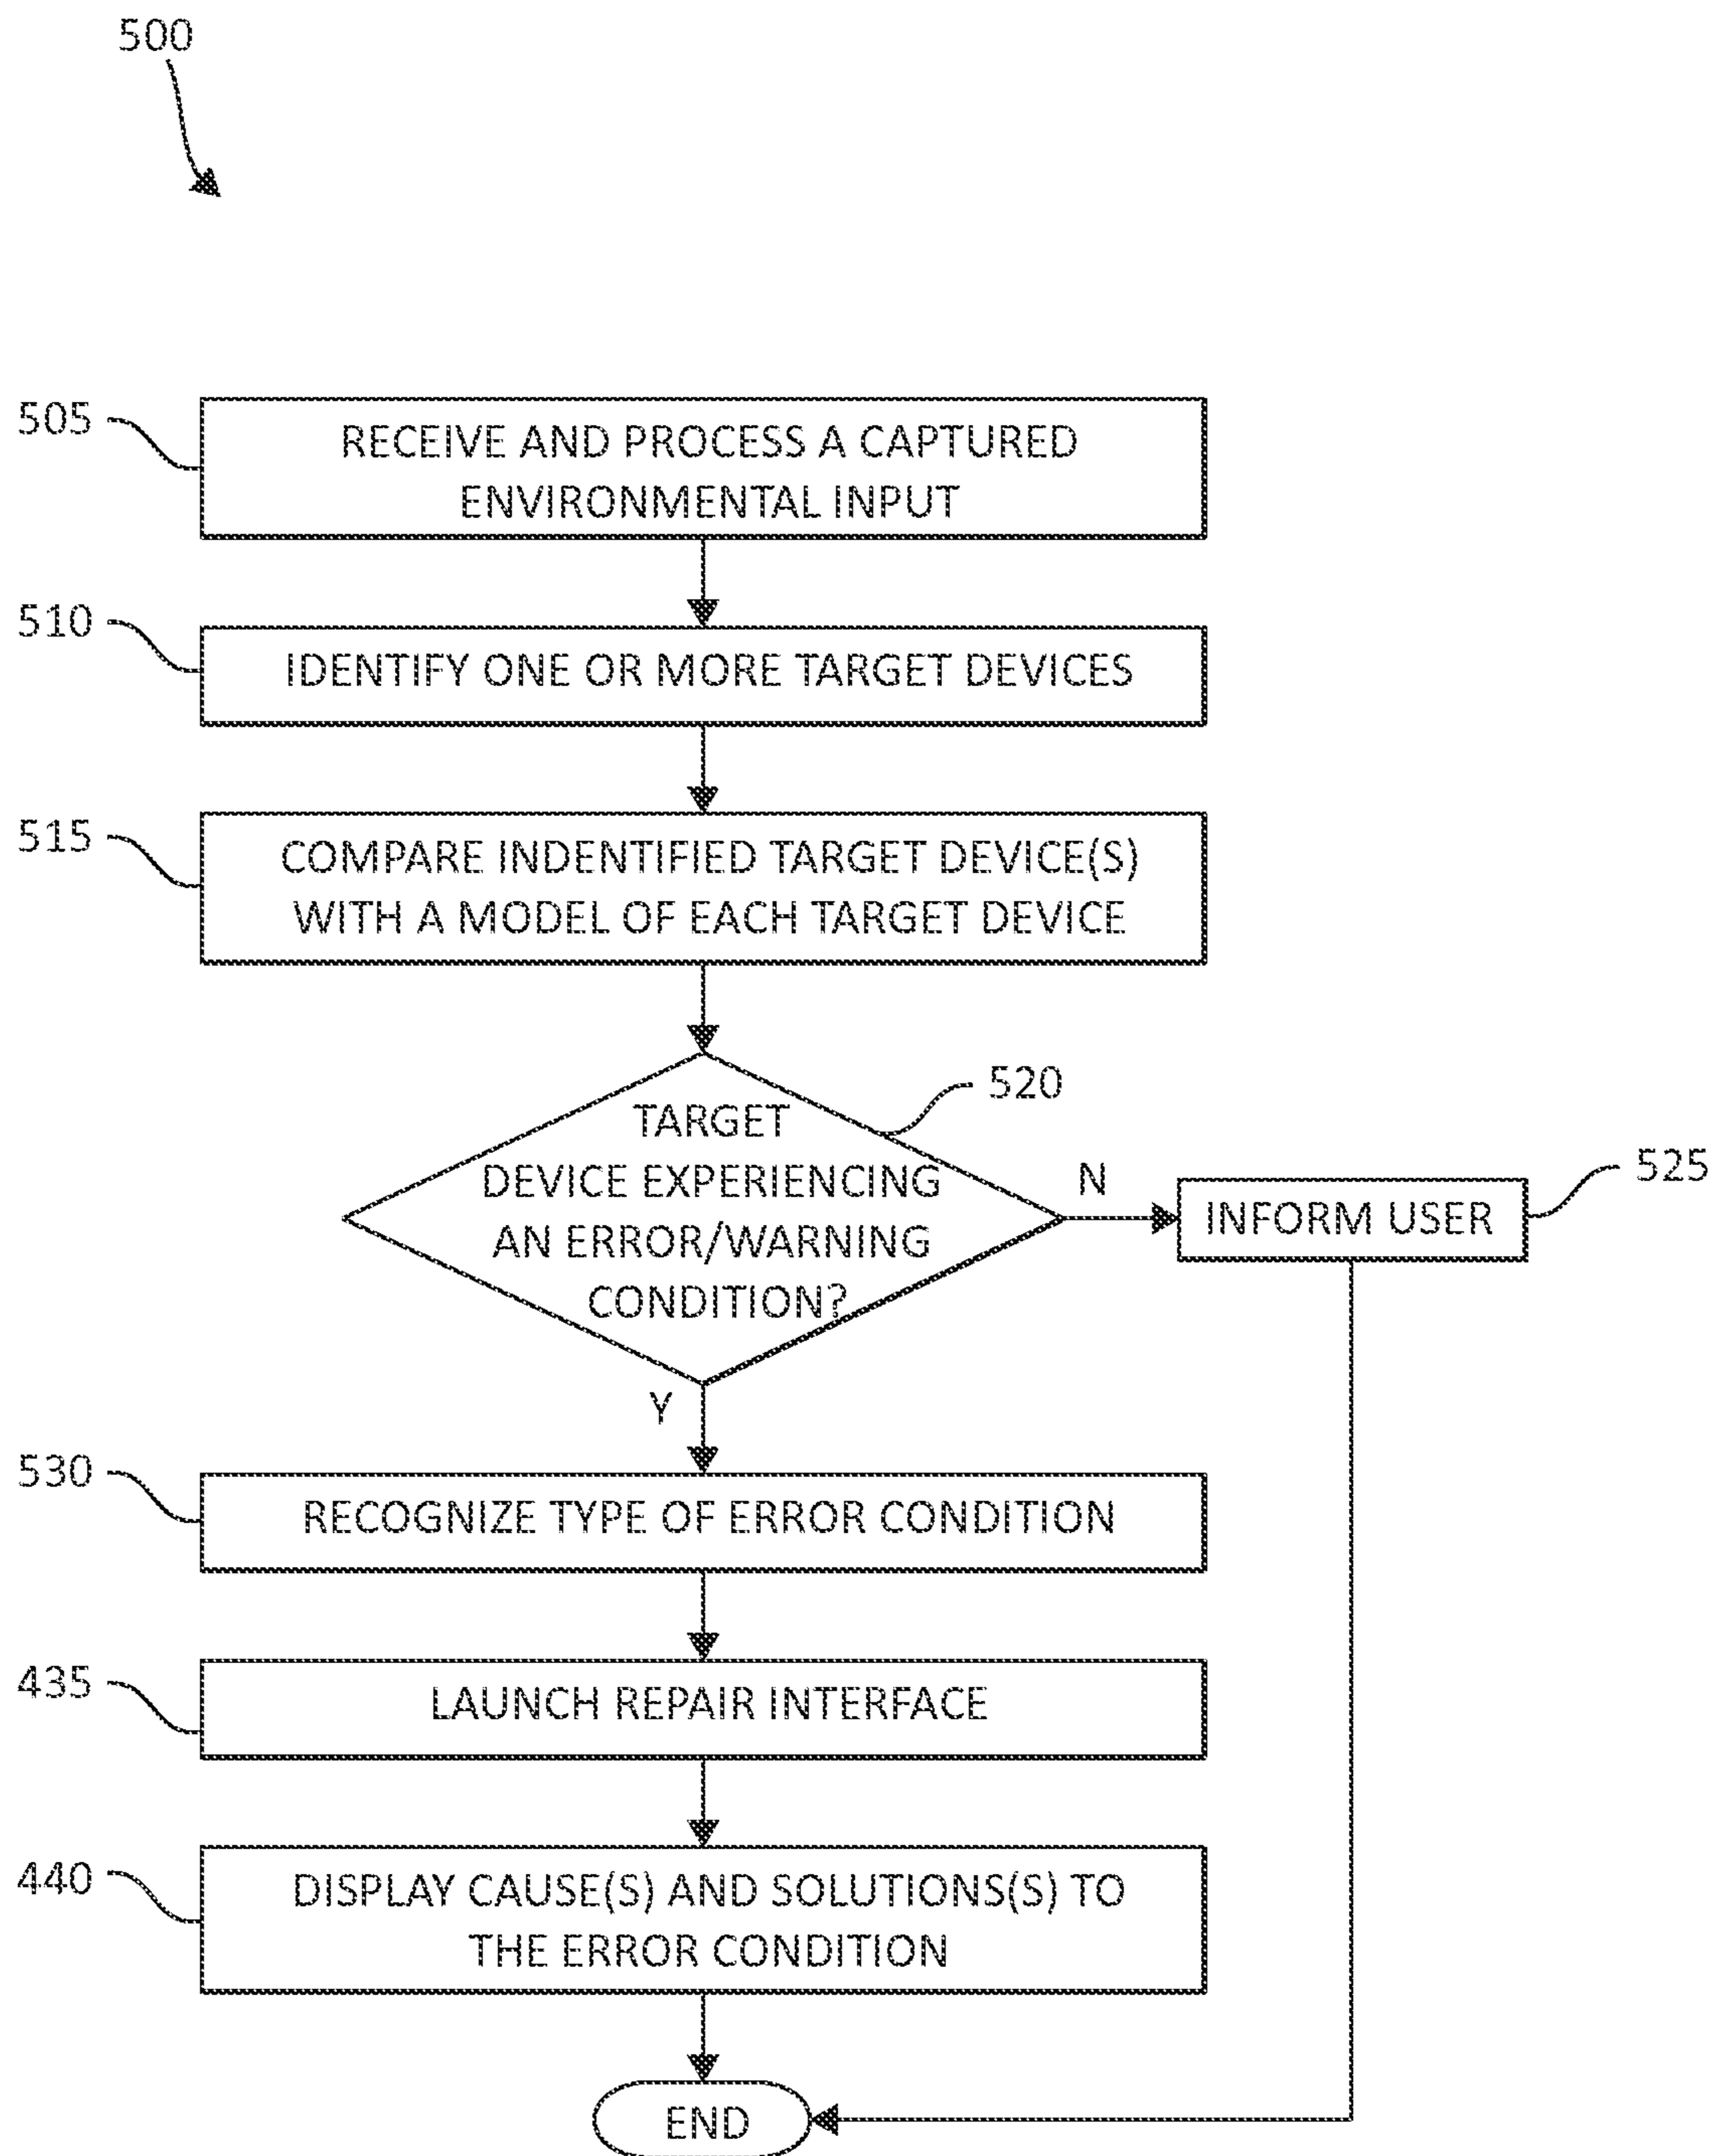 500
505
RECEIVE AND PROCESS A CAPTURED
ENVIRONMENTAL INPUT
510
IDENTIFY ONE OR MORE TARGET DEVICES
515
COMPARE INDENTIFIED TARGET DEVICE(S)
WITH A MODEL OF EACH TARGET DEVICE
520
TARGET
DEVICE EXPERIENCING
AN ERROR/WARNING
CONDITION?
N
525
INFORM USER
Y
530
RECOGNIZE TYPE OF ERROR CONDITION
435
LAUNCH REPAIR INTERFACE
440
DISPLAY CAUSE(S) AND SOLUTIONS(S) TO
THE ERROR CONDITION
END